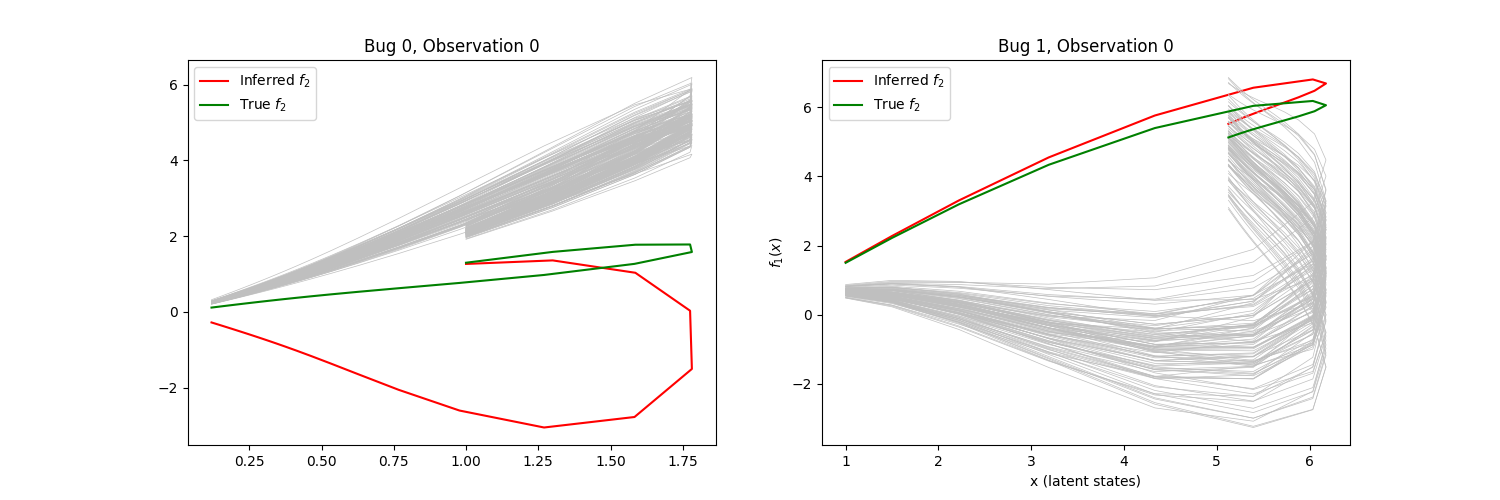 Bug 0, Observation 0
Inferred f₂
True f₂
6
4
2
0
−2
0.25 0.50 0.75 1.00 1.25 1.50 1.75
Bug 1, Observation 0
Inferred f₂
True f₂
f₁(x)
6
4
2
0
−2
1 2 3 4 5 6
x (latent states)